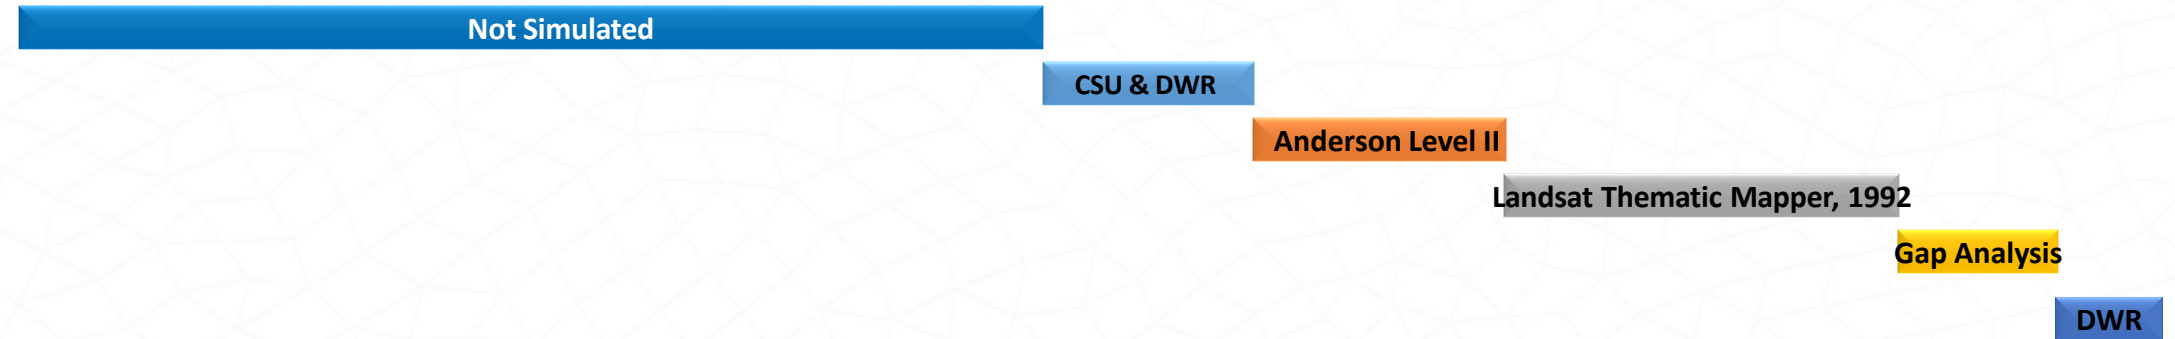 Not Simulated
CSU & DWR
Anderson Level II
Landsat Thematic Mapper, 1992
Gap Analysis
DWR